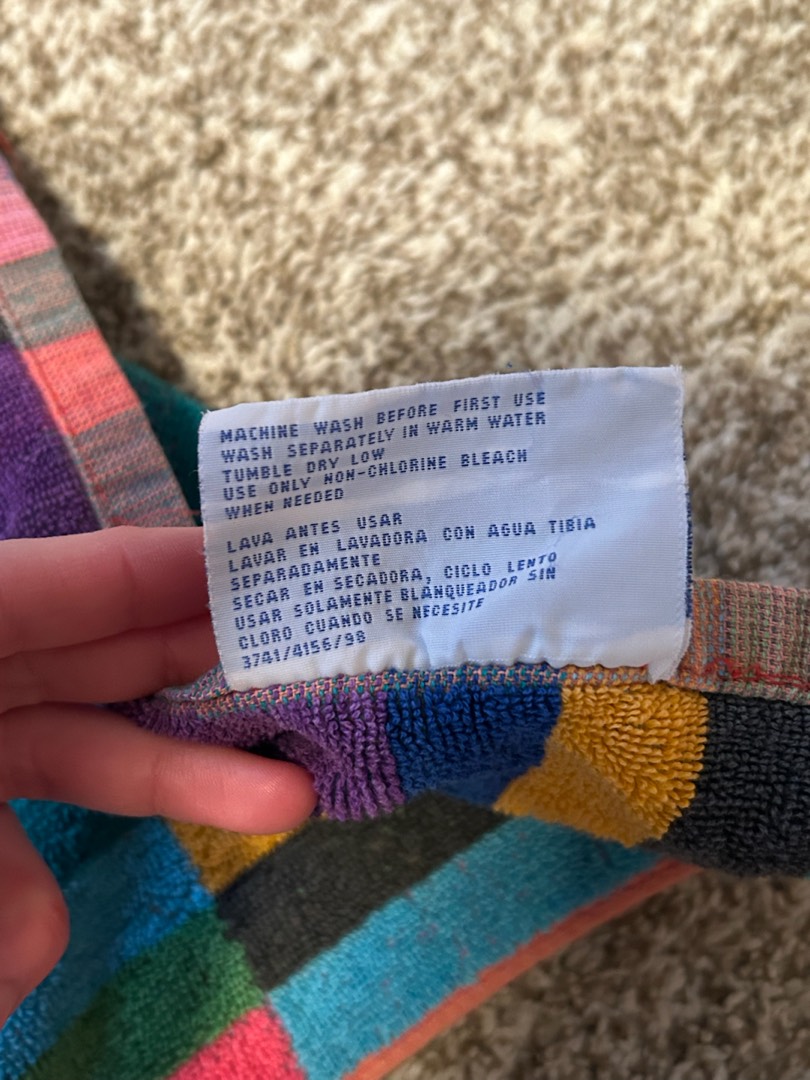 MACHINE WASH BEFORE FIRST USE
WASH SEPARATELY IN WARM WATER
TUMBLE DRY LOW
USE ONLY NON-CHLORINE BLEACH
WHEN NEEDED
LAVA ANTES USAR
LAVAR EN LAVADORA CON AGUA TIBIA
SEPARADAMENTE
SECAR EN SECADORA, CICLO LENTO
USAR SOLAMENTE BLANQUEADOR SIN
CLORO CUANDO SE NECESITE
3741/4156/98